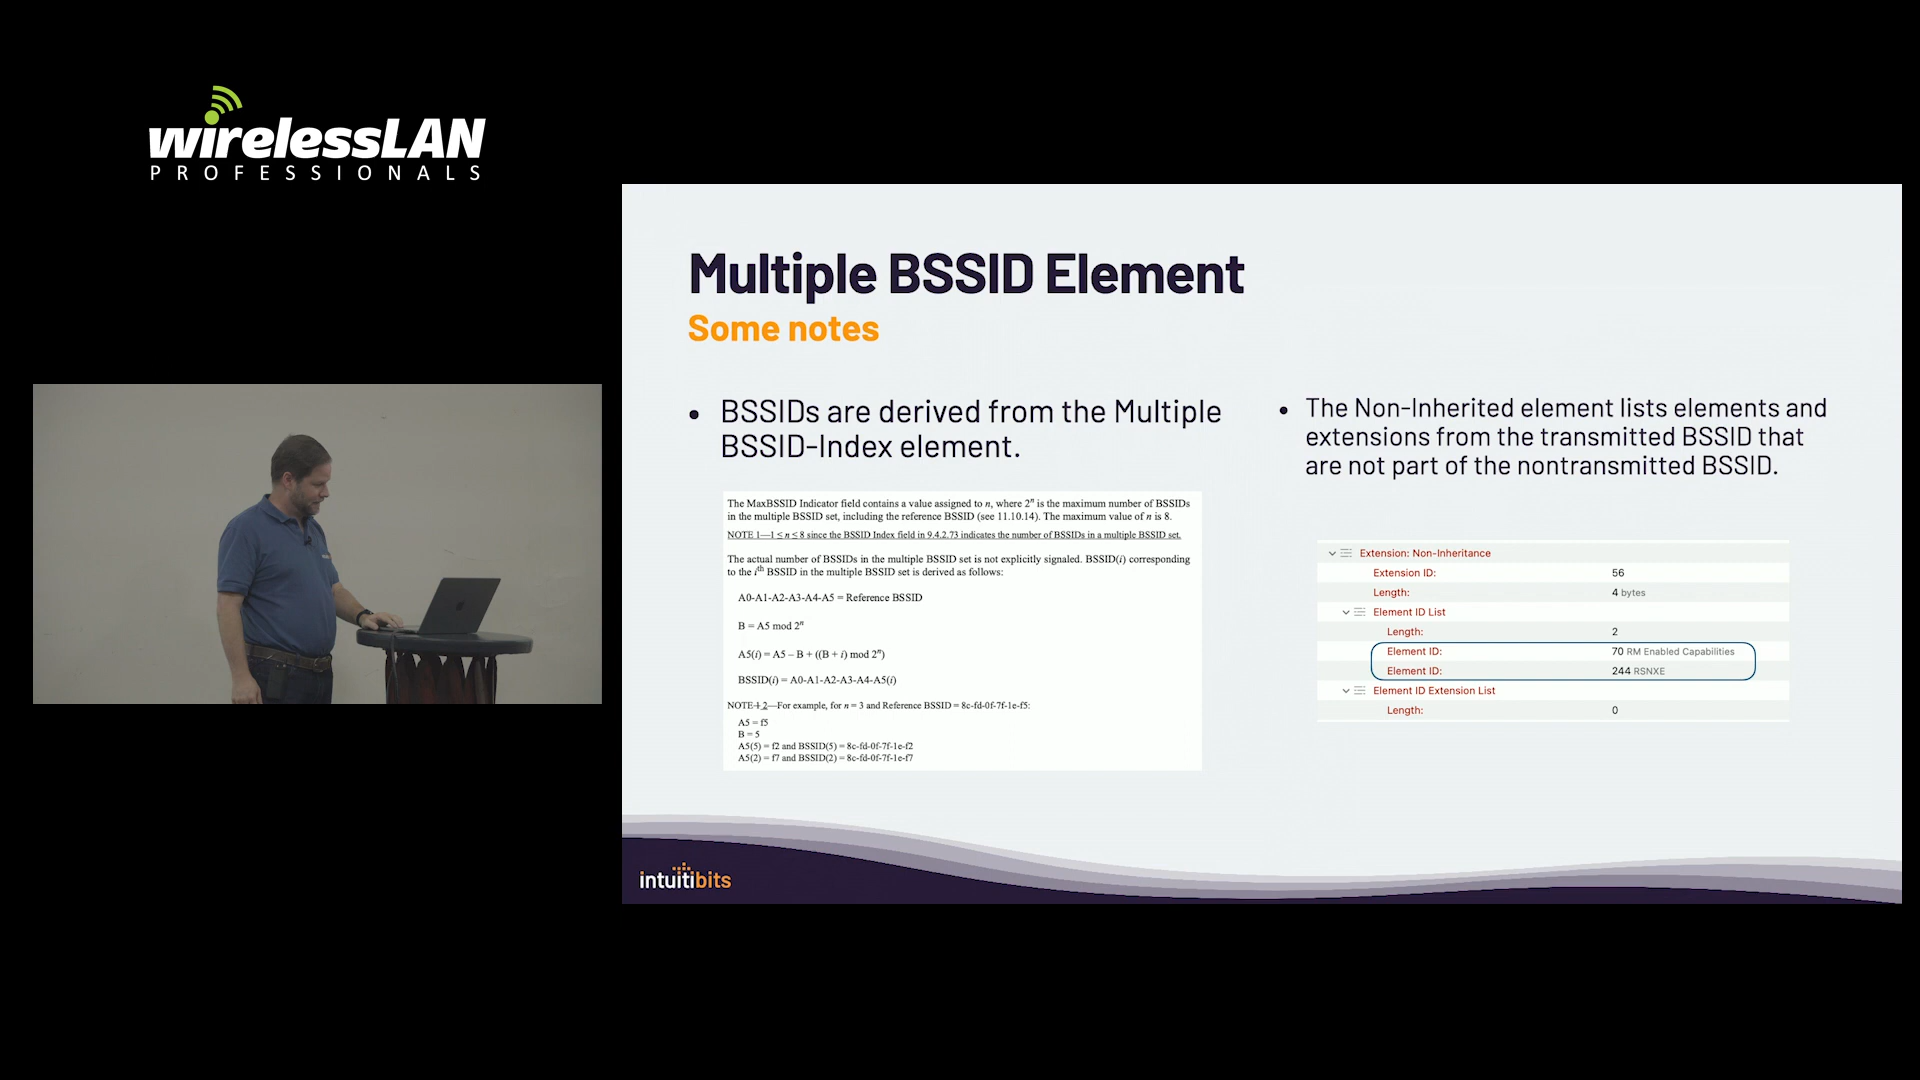 wirelessLAN
PROFESSIONALS
Multiple BSSID Element
Some notes
• BSSIDs are derived from the Multiple
BSSID-Index element.
The MaxBSSID Indicator field contains a value assigned to n, where 2ⁿ is the maximum number of BSSIDs
in the multiple BSSID set, including the reference BSSID (see 11.10.14). The maximum value of n is 8.
NOTE 1—1 ≤ n ≤ 8 since the BSSID Index field in 9.4.2.73 indicates the number of BSSIDs in a multiple BSSID set.
The actual number of BSSIDs in the multiple BSSID set is not explicitly signaled. BSSID(i) corresponding
to the iᵗʰ BSSID in the multiple BSSID set is derived as follows:
A0-A1-A2-A3-A4-A5 = Reference BSSID
B = A5 mod 2ⁿ
A5(i) = A5 – B + ((B + i) mod 2ⁿ)
BSSID(i) = A0-A1-A2-A3-A4-A5(i)
NOTE 1 2—For example, for n = 3 and Reference BSSID = 8c-fd-0f-7f-1e-f5:
A5 = f5
B = 5
A5(5) = f2 and BSSID(5) = 8c-fd-0f-7f-1e-f2
A5(2) = f7 and BSSID(2) = 8c-fd-0f-7f-1e-f7
• The Non-Inherited element lists elements and
extensions from the transmitted BSSID that
are not part of the nontransmitted BSSID.
Extension: Non-Inheritance
Extension ID: 56
Length: 4 bytes
Element ID List
Length: 2
Element ID: 70 RM Enabled Capabilities
Element ID: 244 RSNXE
Element ID Extension List
Length: 0
intuitibits